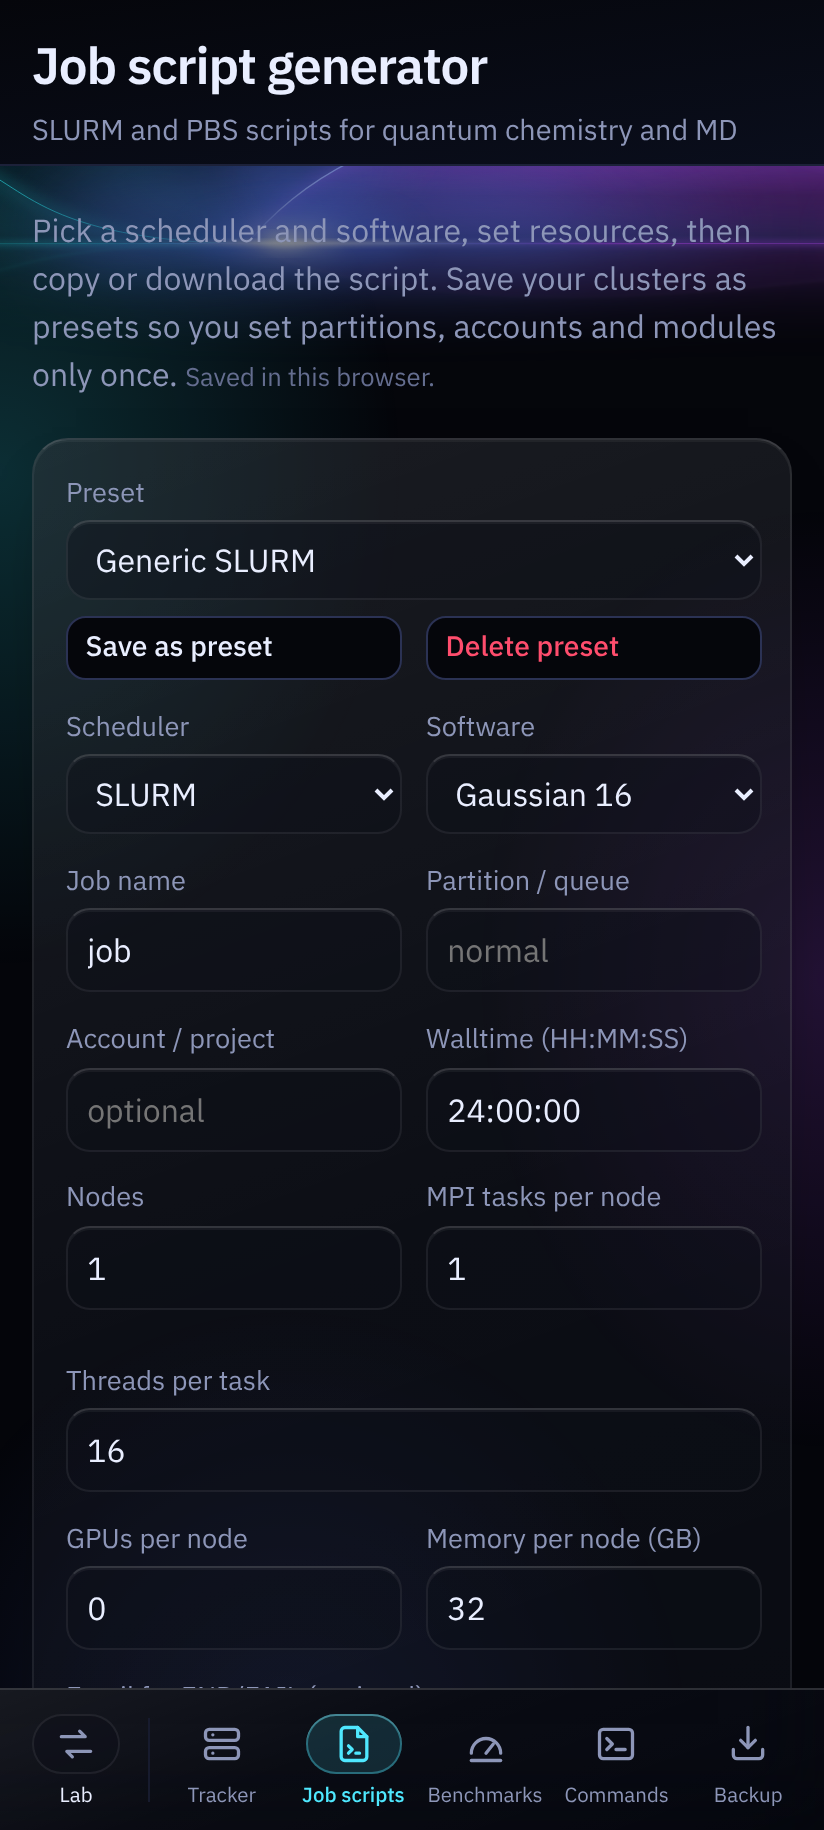 Job script generator
SLURM and PBS scripts for quantum chemistry and MD
Pick a scheduler and software, set resources, then
copy or download the script. Save your clusters as
presets so you set partitions, accounts and modules
only once. Saved in this browser.
Preset
Generic SLURM
Save as preset
Delete preset
Scheduler
Software
SLURM
Gaussian 16
Job name
Partition / queue
job
normal
Account / project
Walltime (HH:MM:SS)
optional
24:00:00
Nodes
MPI tasks per node
1
1
Threads per task
16
GPUs per node
Memory per node (GB)
0
32
Lab
Tracker
Job scripts
Benchmarks
Commands
Backup